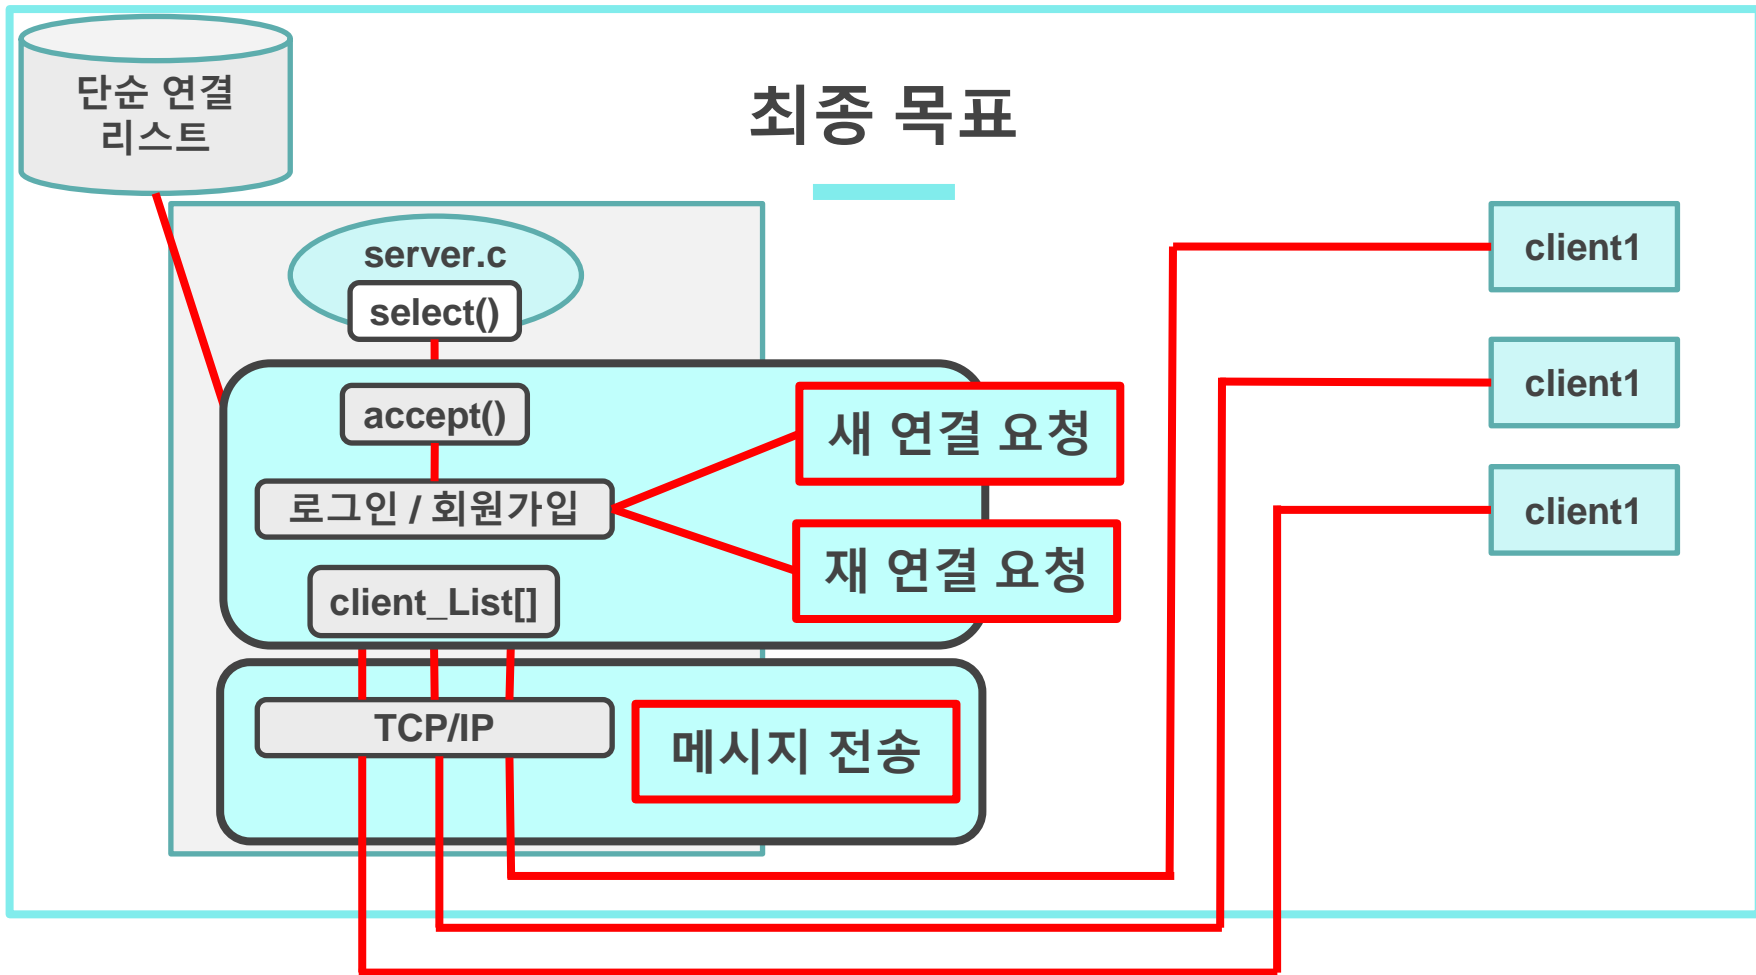 단순 연결
리스트
최종 목표
server.c
select()
accept()
로그인 / 회원가입
client_List[]
새 연결 요청
재 연결 요청
TCP/IP
메시지 전송
client1
client1
client1